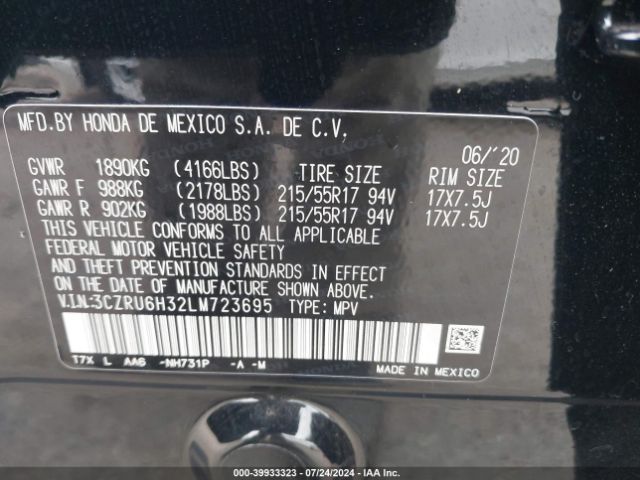 MFD.BY HONDA DE MEXICO S.A. DE C.V.
06/'20
GVWR 1890KG (4166LBS) TIRE SIZE RIM SIZE
GAWR F 988KG (2178LBS) 215/55R17 94V 17X7.5J
GAWR R 902KG (1988LBS) 215/55R17 94V 17X7.5J
THIS VEHICLE CONFORMS TO ALL APPLICABLE
FEDERAL MOTOR VEHICLE SAFETY
AND THEFT PREVENTION STANDARDS IN EFFECT
ON THE DATE OF MANUFACTURE SHOWN ABOVE.
V.IN:3CZRU6H32LM723695 TYPE: MPV
T7X L AA6 -NH731P -A -M
MADE IN MEXICO
000-39933323 - 07/24/2024 - IAAI.com